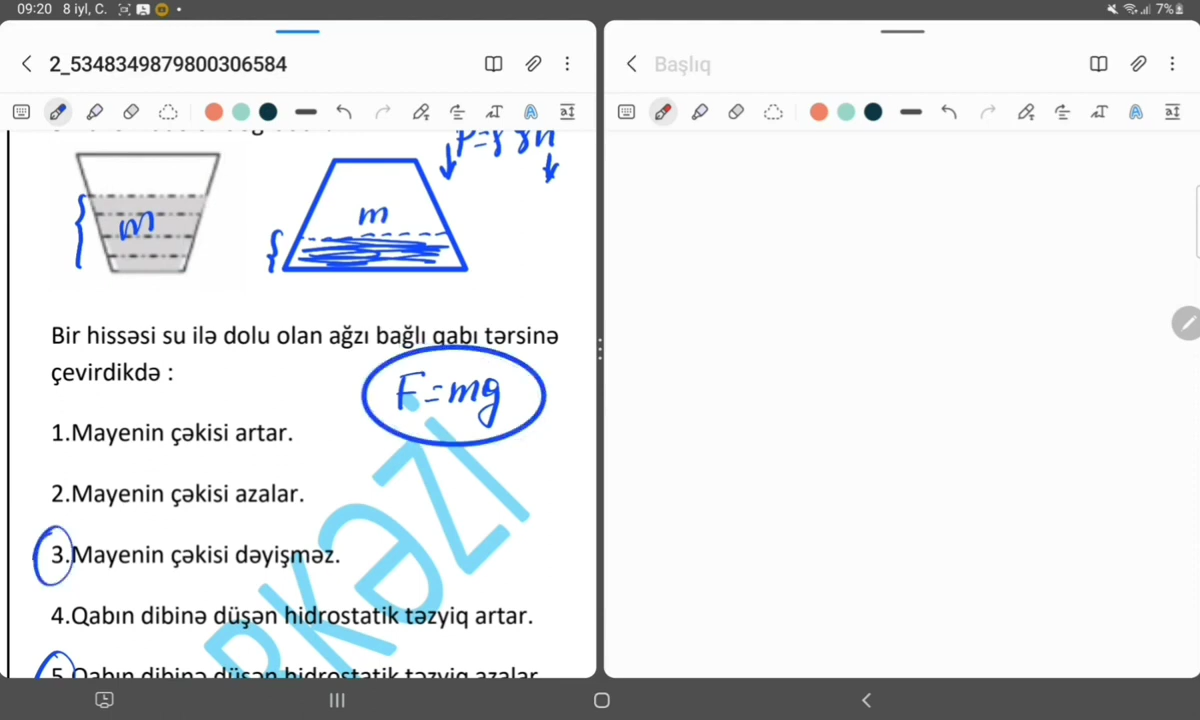 09:20 8 iyl, C. 7%
2_5348349879800306584
Başlıq
m
m
Bir hissəsi su ilə dolu olan ağzı bağlı qabı tərsinə
çevirdikdə :
F=mg
1.Mayenin çəkisi artar.
2.Mayenin çəkisi azalar.
3.Mayenin çəkisi dəyişməz.
4.Qabın dibinə düşən hidrostatik təzyiq artar.
5.Qabın dibinə düşən hidrostatik təzyiq azalar
RKƏZİ